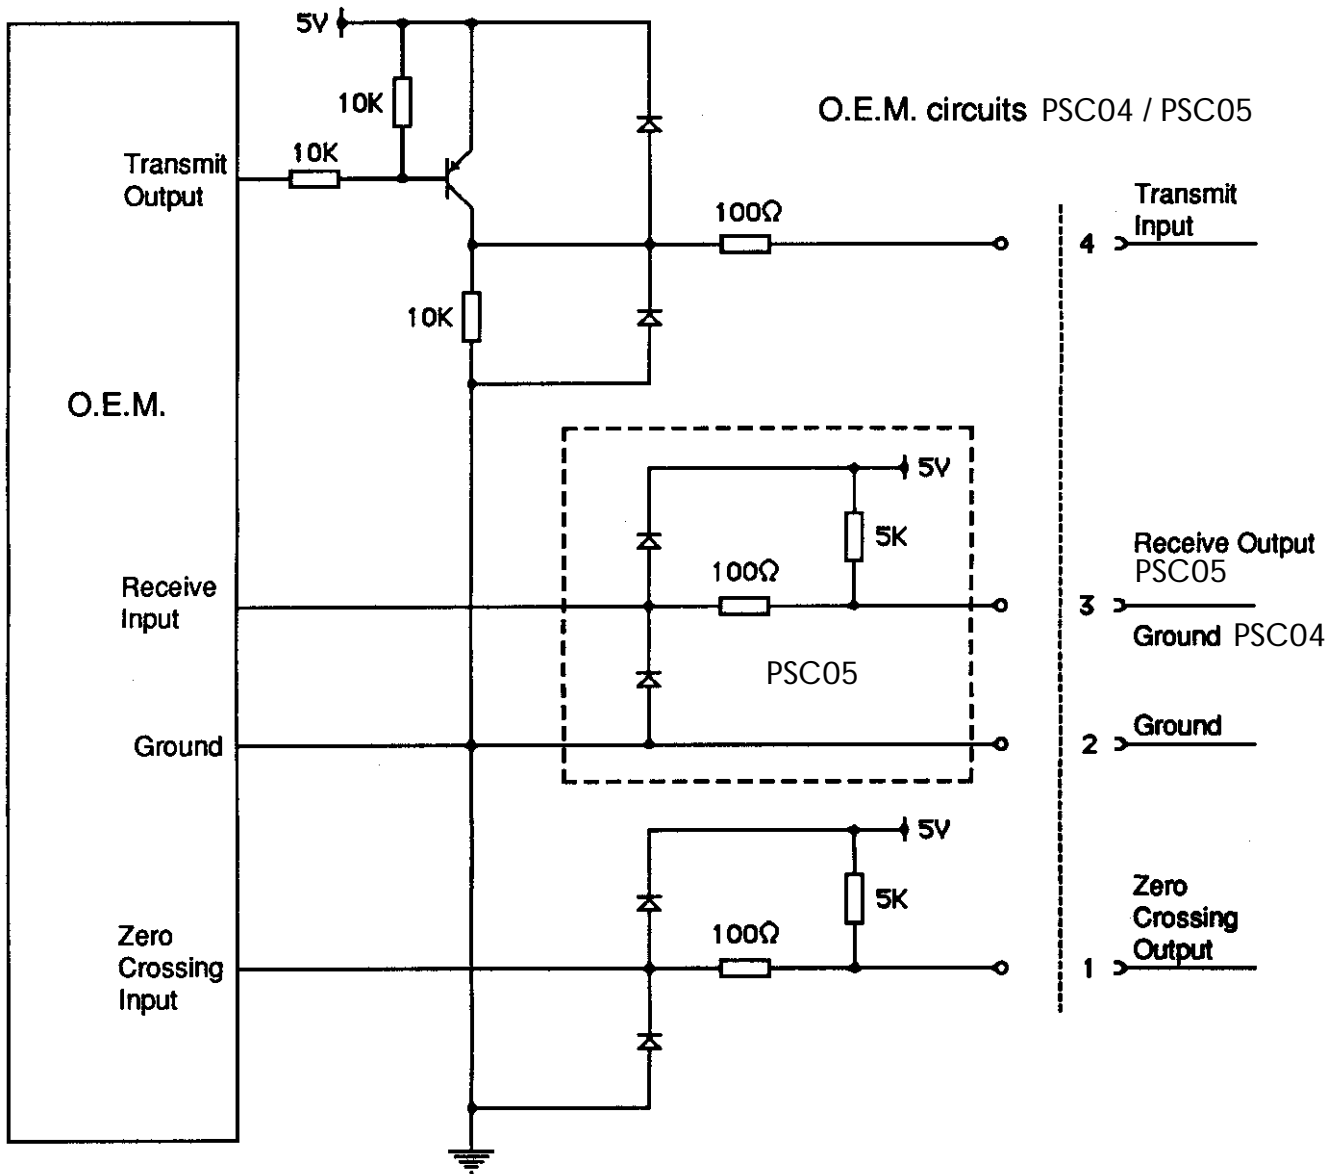 5V
10K
O.E.M. circuits PSC04 / PSC05
10K
Transmit
Output
Transmit
Input
100Ω
4
10K
O.E.M.
5V
5K
Receive Output
PSC05
100Ω
Receive
Input
3
Ground PSC04
PSC05
Ground
Ground
2
5V
5K
Zero
Crossing
Output
100Ω
Zero
Crossing
Input
1